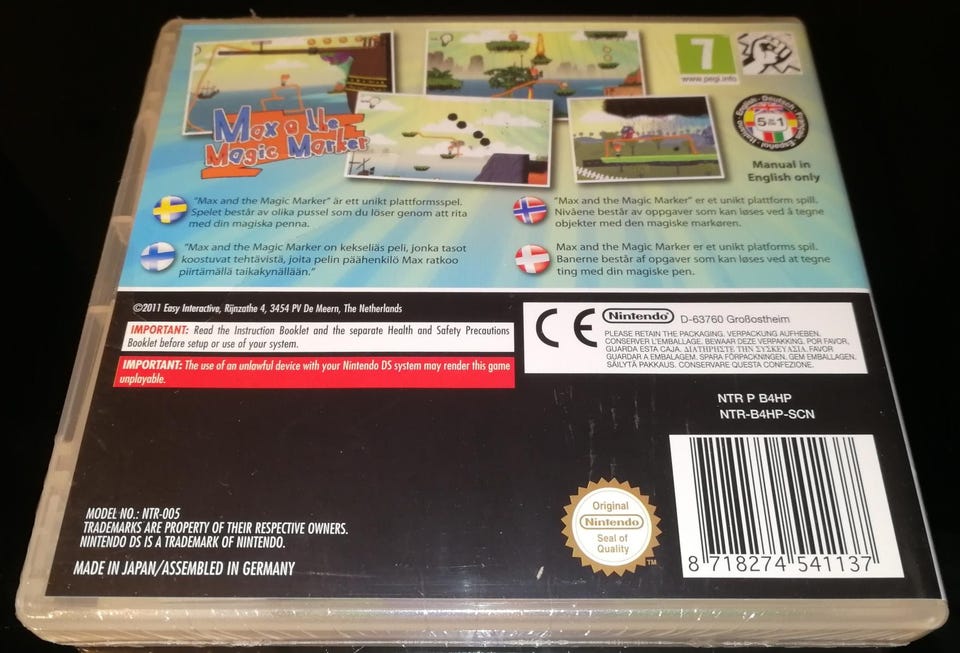 7
www.pegi.info
Max & the
Magic Marker
English · Deutsch · Français · Español · Italiano
5 in 1
Manual in
English only
"Max and the Magic Marker" är ett unikt plattformsspel.
Spelet består av olika pussel som du löser genom att rita
med din magiska penna.
"Max and the Magic Marker" er et unikt plattform spill.
Nivåene består av oppgaver som kan løses ved å tegne
objekter med den magiske markøren.
"Max and the Magic Marker on kekseliäs peli, jonka tasot
koostuvat tehtävistä, joita pelin päähenkilö Max ratkoo
piirtämällä taikakynällään."
Max and the Magic Marker er et unikt platforms spil.
Banerne består af opgaver som kan løses ved at tegne
ting med din magiske pen.
©2011 Easy Interactive, Rijnzathe 4, 3454 PV De Meern, The Netherlands
IMPORTANT: Read the Instruction Booklet and the separate Health and Safety Precautions
Booklet before setup or use of your system.
IMPORTANT: The use of an unlawful device with your Nintendo DS system may render this game
unplayable.
CE Nintendo D-63760 Großostheim
PLEASE RETAIN THE PACKAGING. VERPACKUNG AUFHEBEN.
CONSERVER L'EMBALLAGE. BEWAAR DEZE VERPAKKING. POR FAVOR,
GUARDA ESTA CAJA. ΔΙΑΤΗΡΗΣΤΕ ΤΗΝ ΣΥΣΚΕΥΑΣΙΑ. FAVOR
GUARDAR A EMBALAGEM. SPARA FÖRPACKNINGEN. GEM EMBALLAGEN.
SÄILYTÄ PAKKAUS. CONSERVARE QUESTA CONFEZIONE.
NTR P B4HP
NTR-B4HP-SCN
MODEL NO.: NTR-005
TRADEMARKS ARE PROPERTY OF THEIR RESPECTIVE OWNERS.
NINTENDO DS IS A TRADEMARK OF NINTENDO.
MADE IN JAPAN/ASSEMBLED IN GERMANY
Original
Nintendo
Seal of
Quality
TM
8 718274 541137